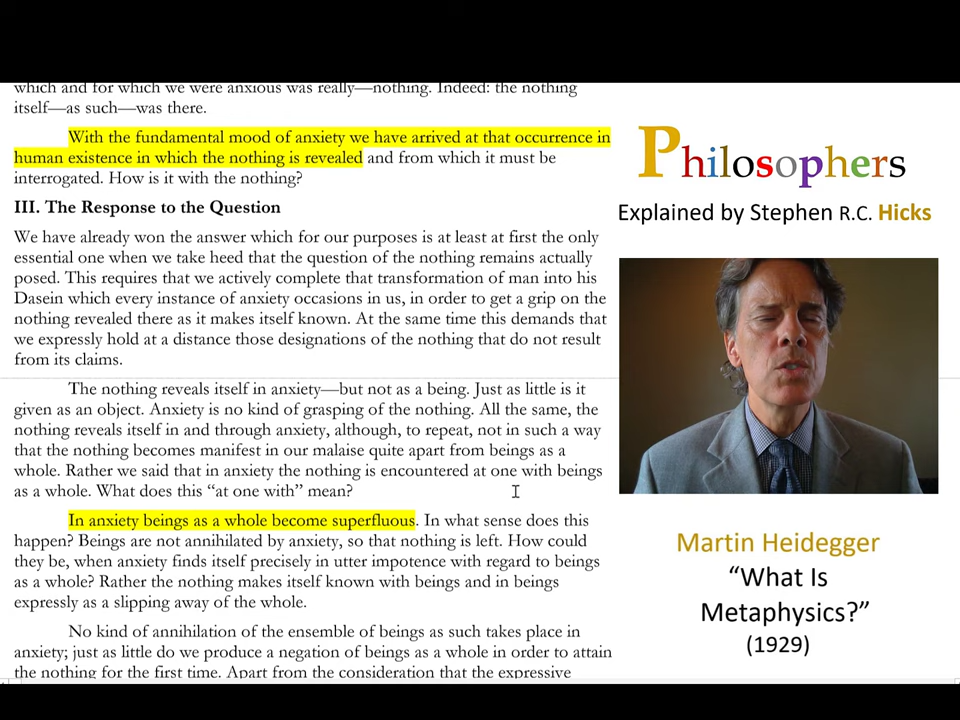 which and for which we were anxious was really—nothing. Indeed: the nothing
itself—as such—was there.
With the fundamental mood of anxiety we have arrived at that occurrence in
human existence in which the nothing is revealed and from which it must be
interrogated. How is it with the nothing?
III. The Response to the Question
We have already won the answer which for our purposes is at least at first the only
essential one when we take heed that the question of the nothing remains actually
posed. This requires that we actively complete that transformation of man into his
Dasein which every instance of anxiety occasions in us, in order to get a grip on the
nothing revealed there as it makes itself known. At the same time this demands that
we expressly hold at a distance those designations of the nothing that do not result
from its claims.
The nothing reveals itself in anxiety—but not as a being. Just as little is it
given as an object. Anxiety is no kind of grasping of the nothing. All the same, the
nothing reveals itself in and through anxiety, although, to repeat, not in such a way
that the nothing becomes manifest in our malaise quite apart from beings as a
whole. Rather we said that in anxiety the nothing is encountered at one with beings
as a whole. What does this “at one with” mean?
In anxiety beings as a whole become superfluous. In what sense does this
happen? Beings are not annihilated by anxiety, so that nothing is left. How could
they be, when anxiety finds itself precisely in utter impotence with regard to beings
as a whole? Rather the nothing makes itself known with beings and in beings
expressly as a slipping away of the whole.
No kind of annihilation of the ensemble of beings as such takes place in
anxiety; just as little do we produce a negation of beings as a whole in order to attain
the nothing for the first time. Apart from the consideration that the expressive
Philosophers
Explained by Stephen R.C. Hicks
Martin Heidegger
“What Is
Metaphysics?”
(1929)